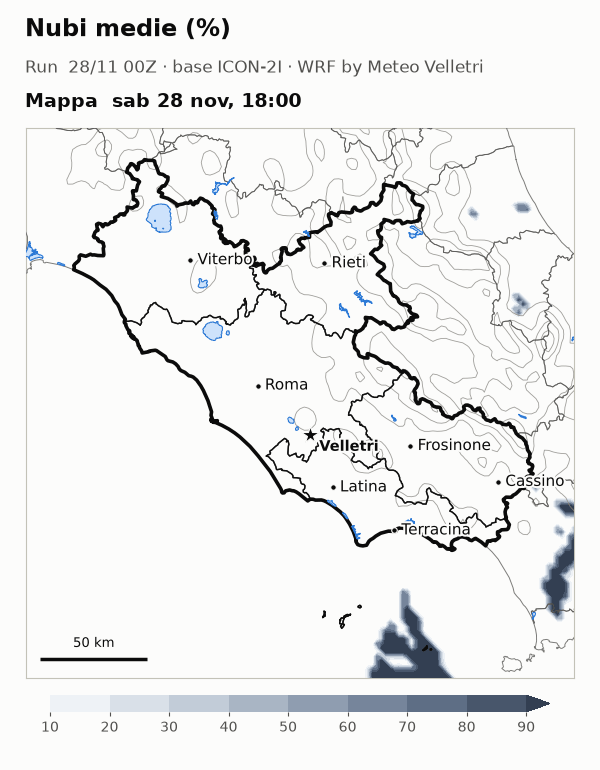 Nubi medie (%)
Run  28/11 00Z · base ICON-2I · WRF by Meteo Velletri
Mappa  sab 28 nov, 18:00
Viterbo
Rieti
Roma
Velletri
Frosinone
Cassino
Latina
Terracina
50 km
10 20 30 40 50 60 70 80 90